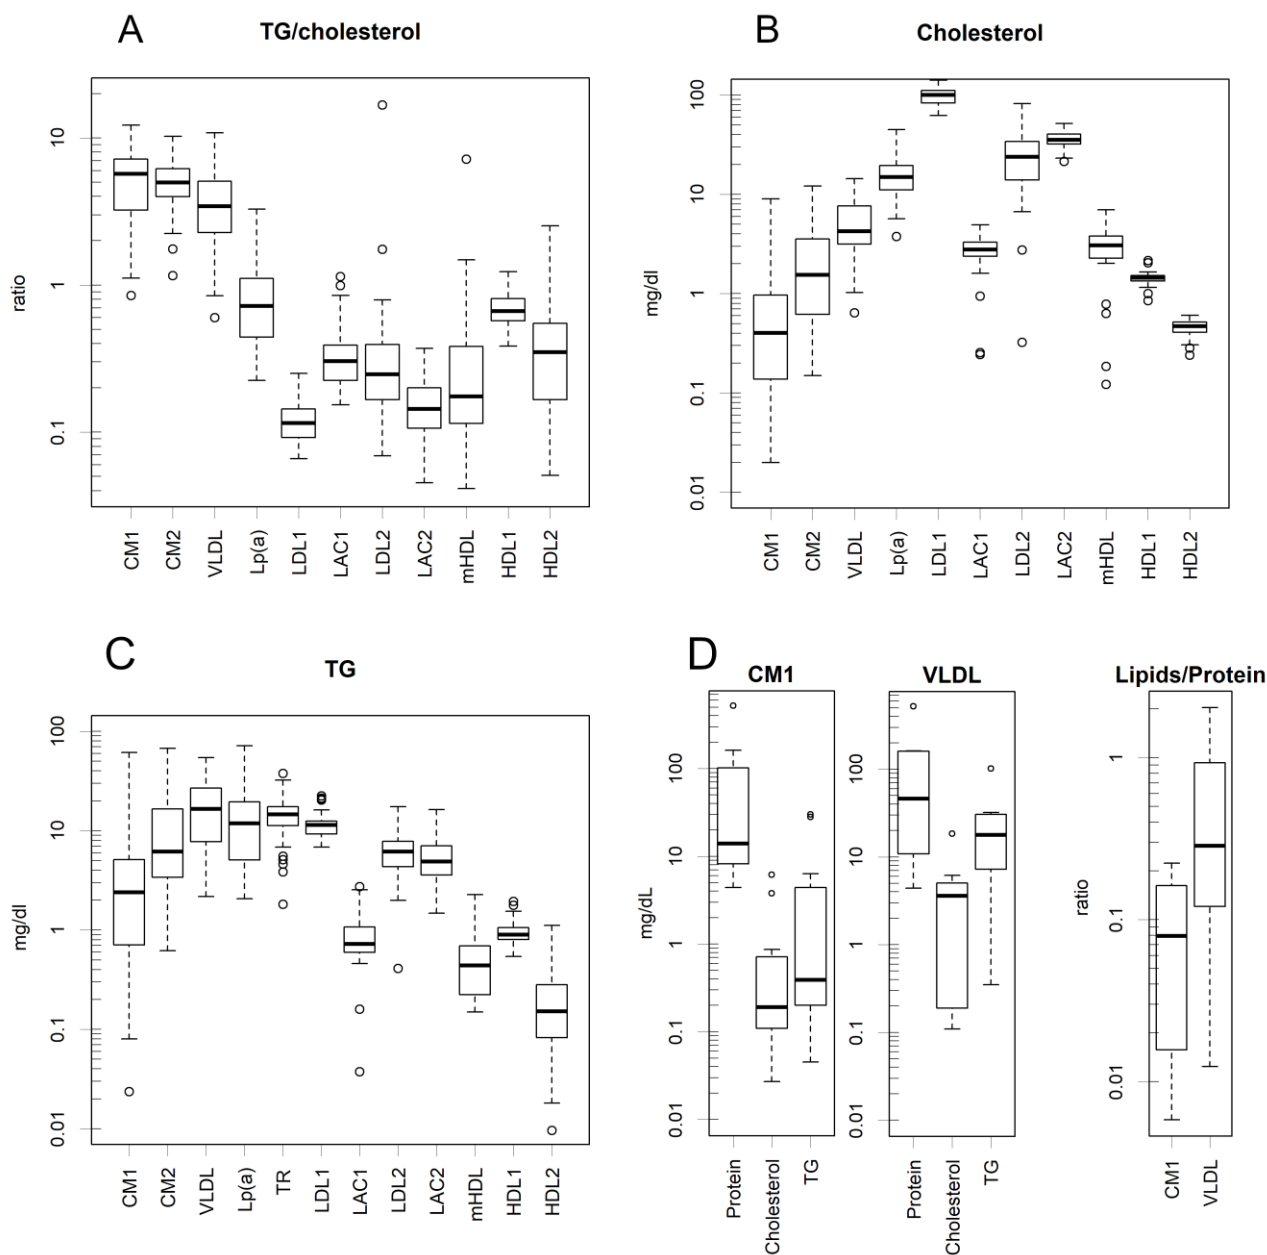 A
TG/cholesterol
ratio
10
1
0.1
CM1
CM2
VLDL
Lp(a)
LDL1
LAC1
LDL2
LAC2
mHDL
HDL1
HDL2
B
Cholesterol
mg/dl
100
10
1
0.1
0.01
CM1
CM2
VLDL
Lp(a)
LDL1
LAC1
LDL2
LAC2
mHDL
HDL1
HDL2
C
TG
mg/dl
100
10
1
0.1
0.01
CM1
CM2
VLDL
Lp(a)
TR
LDL1
LAC1
LDL2
LAC2
mHDL
HDL1
HDL2
D
CM1
mg/dL
100
10
1
0.1
0.01
Protein
Cholesterol
TG
VLDL
100
10
1
0.1
0.01
Protein
Cholesterol
TG
Lipids/Protein
ratio
1
0.1
0.01
CM1
VLDL